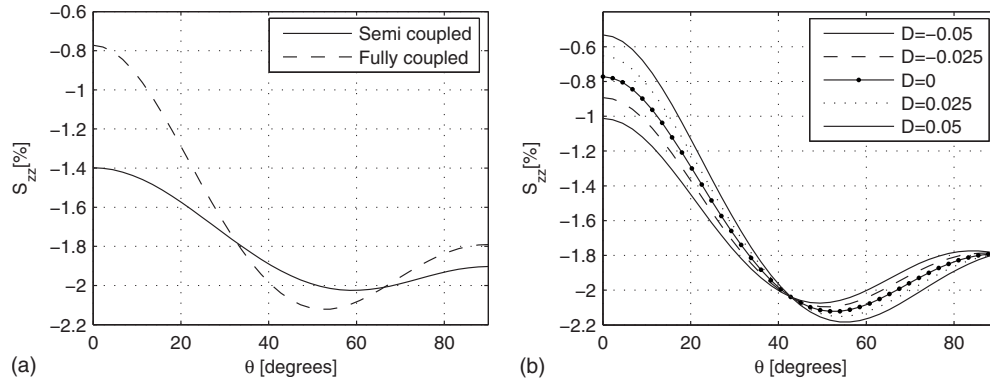 −0.6
−0.8
−1
−1.2
−1.4
−1.6
−1.8
−2
−2.2
S_zz[%]
0 20 40 60 80
θ [degrees]
Semi coupled
Fully coupled
(a)
−0.6
−0.8
−1
−1.2
−1.4
−1.6
−1.8
−2
−2.2
S_zz[%]
0 20 40 60 80
θ [degrees]
D=−0.05
D=−0.025
D=0
D=0.025
D=0.05
(b)